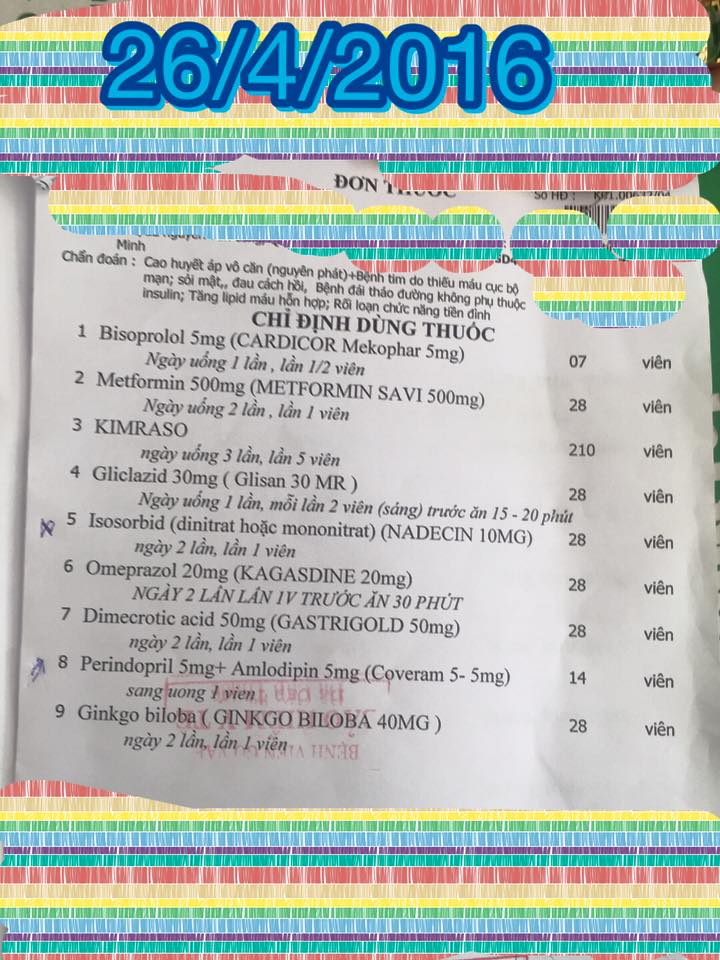 26/4/2016
ĐƠN THUỐC
Số HĐ :
Minh
Chẩn đoán : Cao huyết áp vô căn (nguyên phát)+Bệnh tim do thiếu máu cục bộ
mạn; sỏi mật,, đau cách hồi, Bệnh đái tháo đường không phụ thuộc
insulin; Tăng lipid máu hỗn hợp; Rối loạn chức năng tiền đình
CHỈ ĐỊNH DÙNG THUỐC
1 Bisoprolol 5mg (CARDICOR Mekophar 5mg) 07 viên
Ngày uống 1 lần , lần 1/2 viên
2 Metformin 500mg (METFORMIN SAVI 500mg) 28 viên
Ngày uống 2 lần , lần 1 viên
3 KIMRASO 210 viên
ngày uống 3 lần, lần 5 viên
4 Gliclazid 30mg ( Glisan 30 MR ) 28 viên
Ngày uống 1 lần, mỗi lần 2 viên (sáng) trước ăn 15 - 20 phút
5 Isosorbid (dinitrat hoặc mononitrat) (NADECIN 10MG) 28 viên
ngày 2 lần, lần 1 viên
6 Omeprazol 20mg (KAGASDINE 20mg) 28 viên
NGÀY 2 LẦN LẦN 1V TRƯỚC ĂN 30 PHÚT
7 Dimecrotic acid 50mg (GASTRIGOLD 50mg) 28 viên
ngày 2 lần, lần 1 viên
8 Perindopril 5mg+ Amlodipin 5mg (Coveram 5- 5mg) 14 viên
sang uong 1 vien
9 Ginkgo biloba ( GINKGO BILOBA 40MG ) 28 viên
ngày 2 lần, lần 1 viên
BỆNH VIỆN